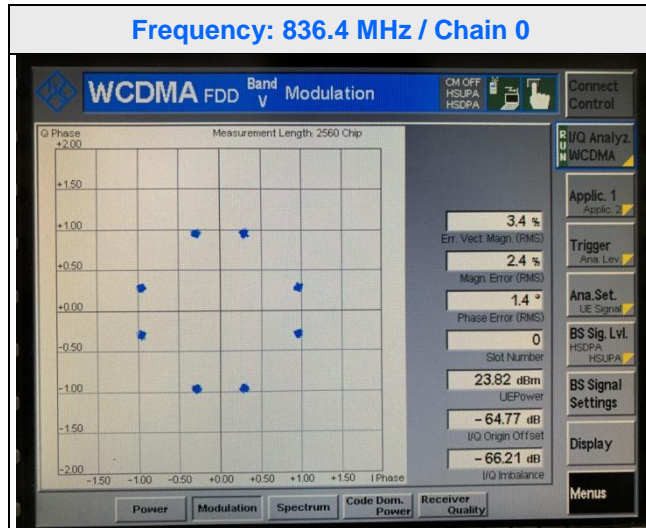 Frequency: 836.4 MHz / Chain 0
WCDMA FDD Band V Modulation
CM OFF
HSUPA
HSDPA
Connect Control
Q Phase
Measurement Length: 2560 Chip
+2.00
+1.50
+1.00
+0.50
+0.00
-0.50
-1.00
-1.50
-2.00
-1.50 -1.00 -0.50 +0.00 +0.50 +1.00 +1.50 I Phase
3.4 %
Err. Vect. Magn. (RMS)
2.4 %
Magn. Error (RMS)
1.4 °
Phase Error (RMS)
0
Slot Number
23.82 dBm
UEPower
-64.77 dB
I/Q Origin Offset
-66.21 dB
I/Q Imbalance
RUN
I/Q Analyz.
WCDMA
Applic. 1
Applic. 2
Trigger
Ana. Lev.
Ana.Set.
UE Signal
BS Sig. Lvl.
HSDPA
HSUPA
BS Signal
Settings
Display
Menus
Power
Modulation
Spectrum
Code Dom.
Power
Receiver
Quality